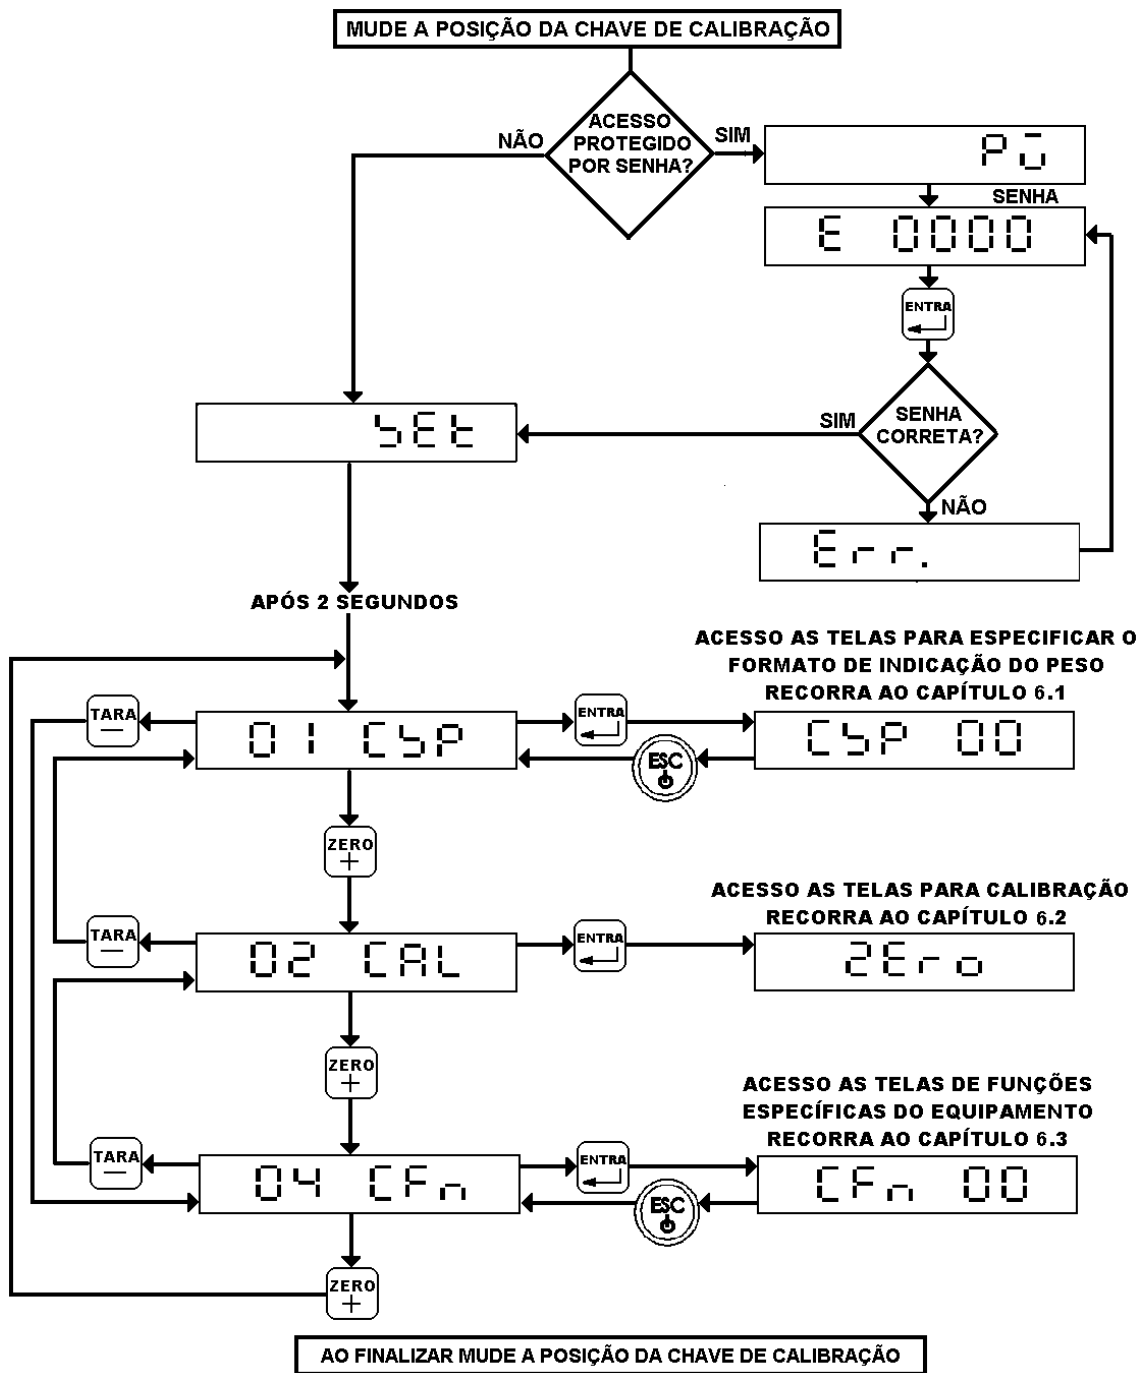 MUDE A POSIÇÃO DA CHAVE DE CALIBRAÇÃO
ACESSO
PROTEGIDO
POR SENHA?
NÃO
SIM
SENHA
E 0000
ENTRA
SENHA
CORRETA?
SIM
NÃO
SEt
Err.
APÓS 2 SEGUNDOS
ACESSO AS TELAS PARA ESPECIFICAR O
FORMATO DE INDICAÇÃO DO PESO
RECORRA AO CAPÍTULO 6.1
TARA
—
01 CSP
ENTRA
ESC
CSP 00
ZERO
+
ACESSO AS TELAS PARA CALIBRAÇÃO
RECORRA AO CAPÍTULO 6.2
TARA
—
02 CAL
ENTRA
ZEro
ZERO
+
ACESSO AS TELAS DE FUNÇÕES
ESPECÍFICAS DO EQUIPAMENTO
RECORRA AO CAPÍTULO 6.3
TARA
—
04 CFn
ENTRA
ESC
CFn 00
ZERO
+
AO FINALIZAR MUDE A POSIÇÃO DA CHAVE DE CALIBRAÇÃO